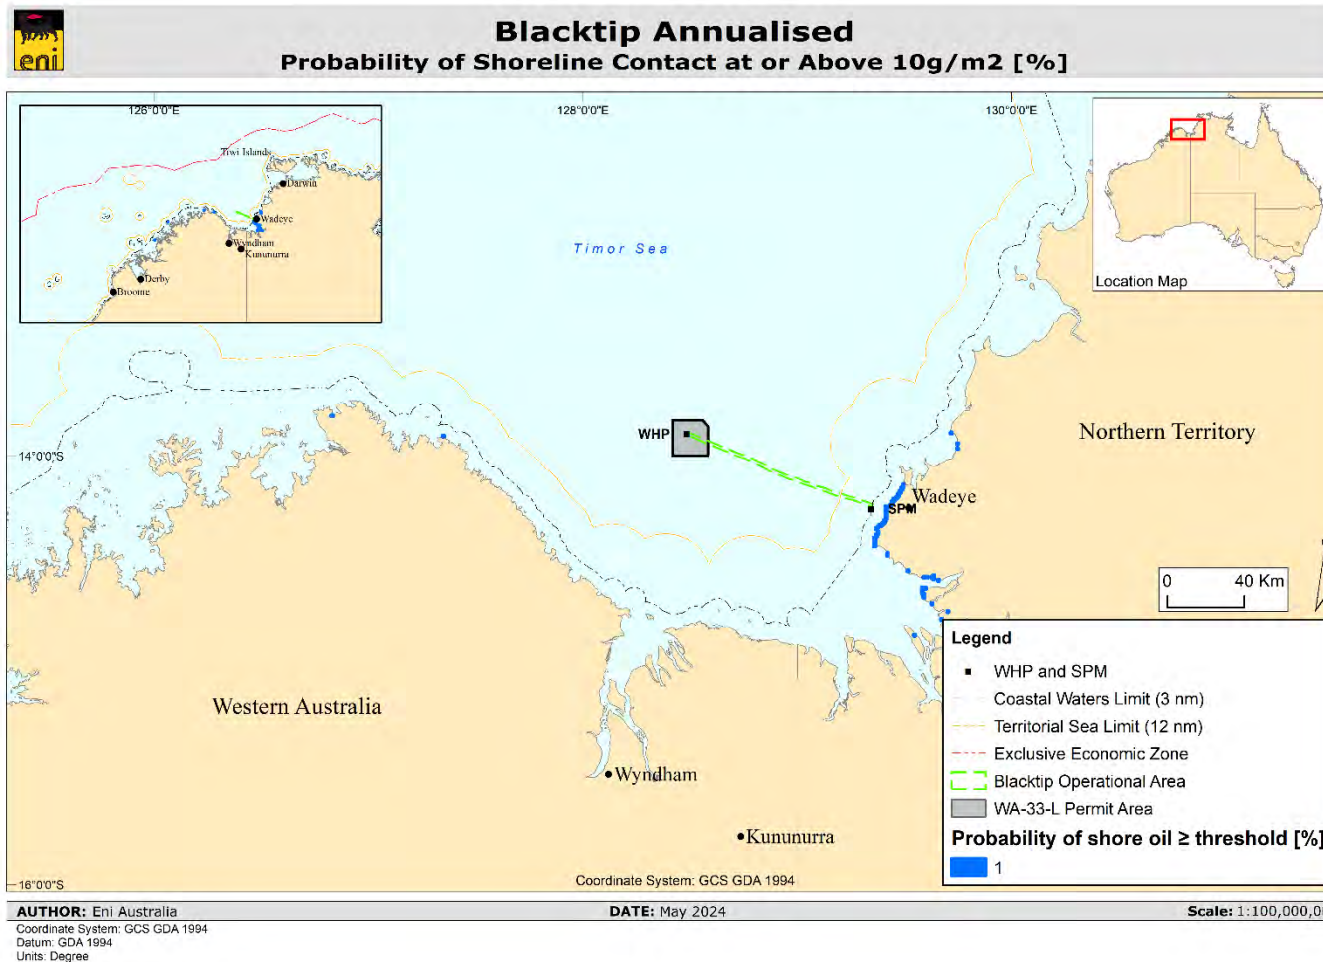 eni
Blacktip Annualised
Probability of Shoreline Contact at or Above 10g/m2 [%]
126°0'0"E
128°0'0"E
130°0'0"E
Tiwi Islands
Darwin
Wadeye
Wyndham
Kununurra
Derby
Broome
Timor Sea
Location Map
WHP
14°0'0"S
Northern Territory
Wadeye
SPM
0 40 Km
Western Australia
Wyndham
Kununurra
16°0'0"S
Coordinate System: GCS GDA 1994
Legend
WHP and SPM
Coastal Waters Limit (3 nm)
Territorial Sea Limit (12 nm)
Exclusive Economic Zone
Blacktip Operational Area
WA-33-L Permit Area
Probability of shore oil ≥ threshold [%]
1
AUTHOR: Eni Australia
DATE: May 2024
Scale: 1:100,000,0
Coordinate System: GCS GDA 1994
Datum: GDA 1994
Units: Degree